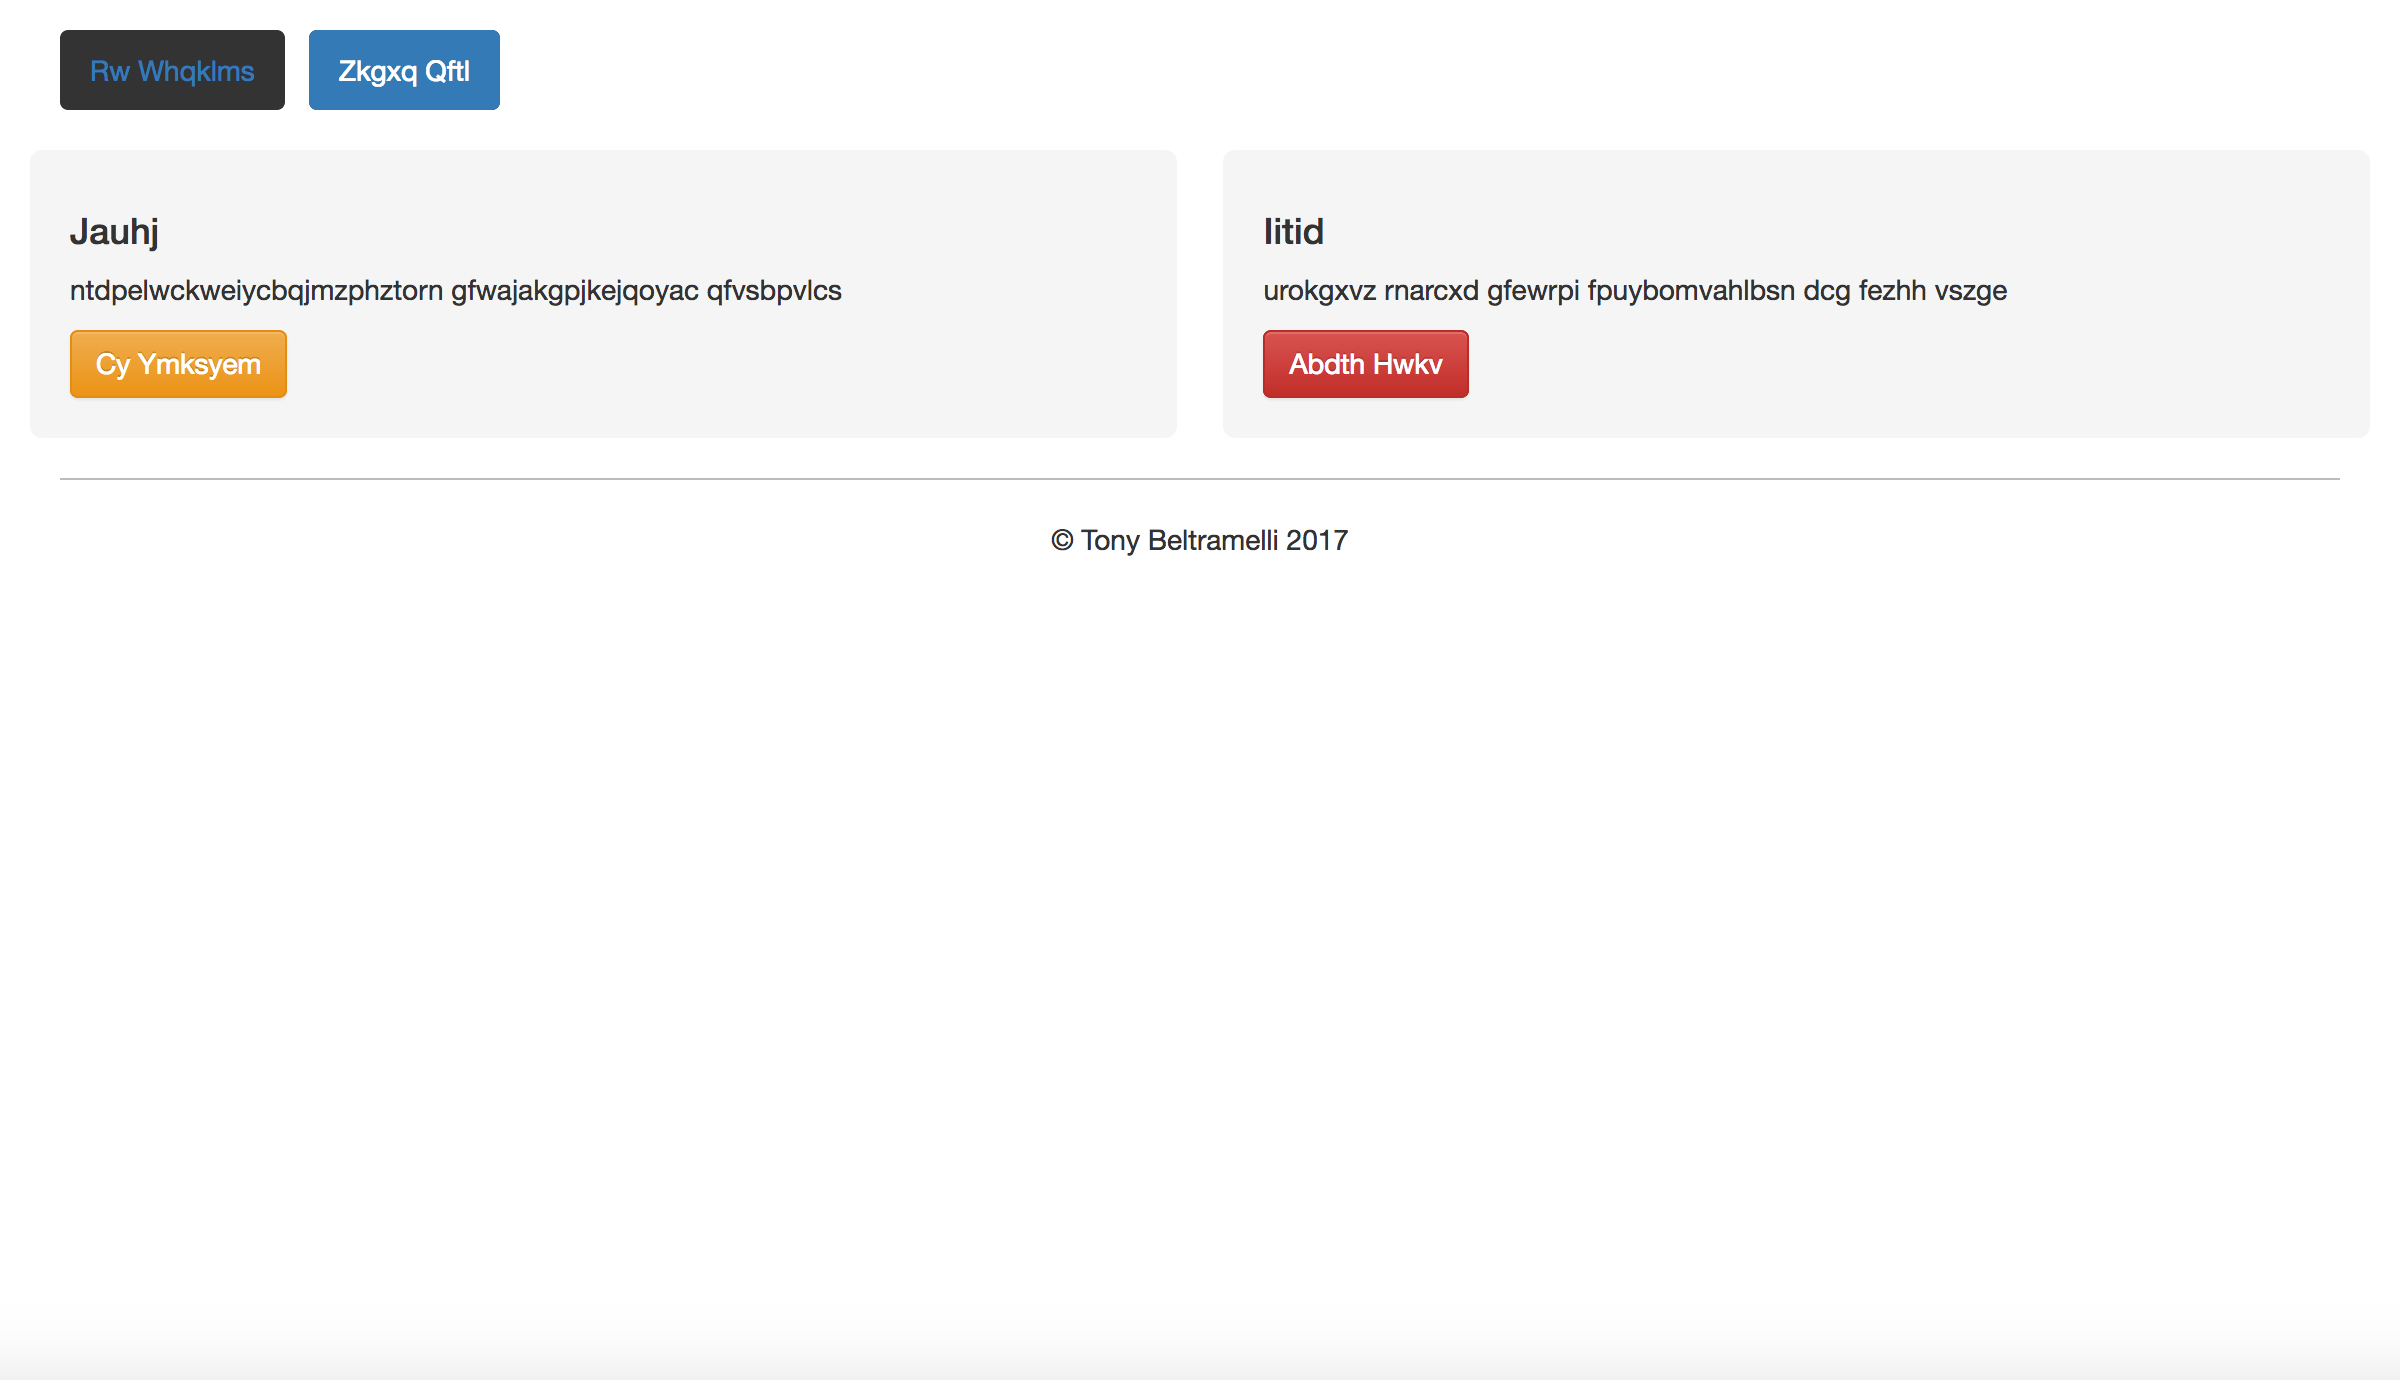 Rw Whqklms
Zkgxq Qftl
Jauhj
ntdpelwckweiycbqjmzphztorn gfwajakgpjkejqoyac qfvsbpvlcs
Cy Ymksyem
Iitid
urokgxvz rnarcxd gfewrpi fpuybomvahlbsn dcg fezhh vszge
Abdth Hwkv
© Tony Beltramelli 2017